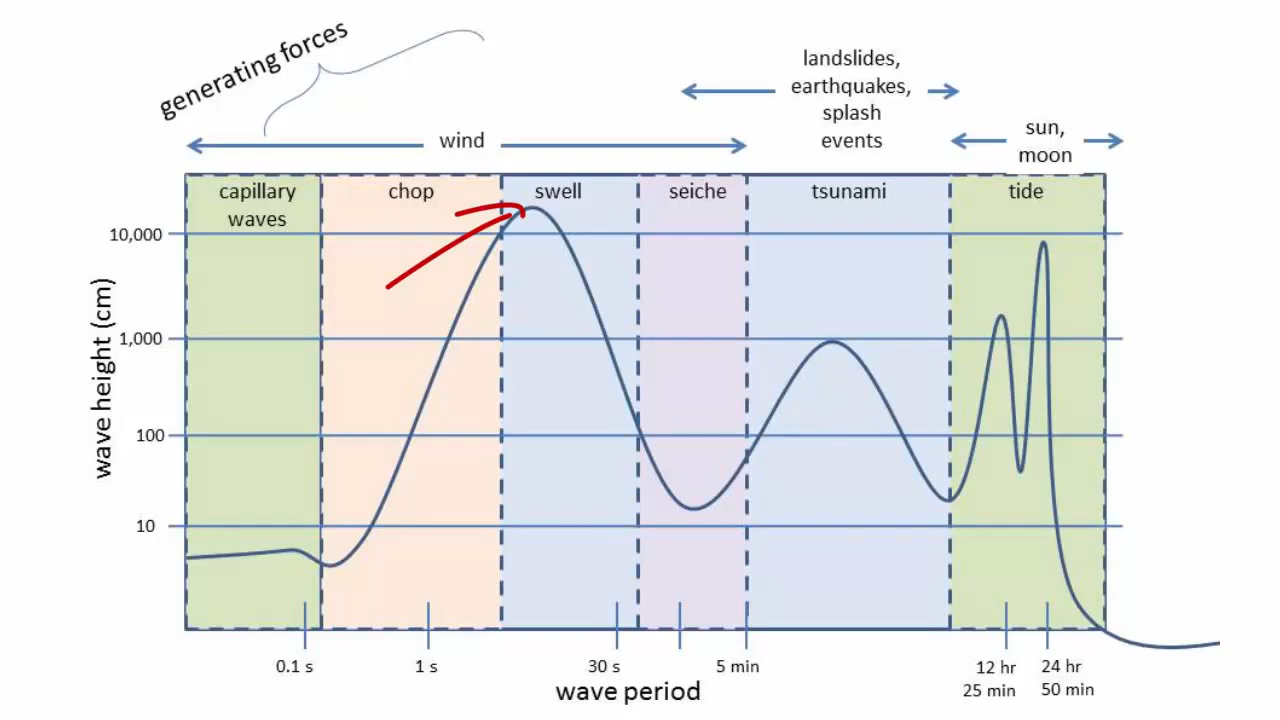 generating forces
landslides,
earthquakes,
splash
events
wind
sun,
moon
capillary
waves
chop
swell
seiche
tsunami
tide
10,000
1,000
100
10
wave height (cm)
0.1 s
1 s
30 s
5 min
12 hr
25 min
24 hr
50 min
wave period